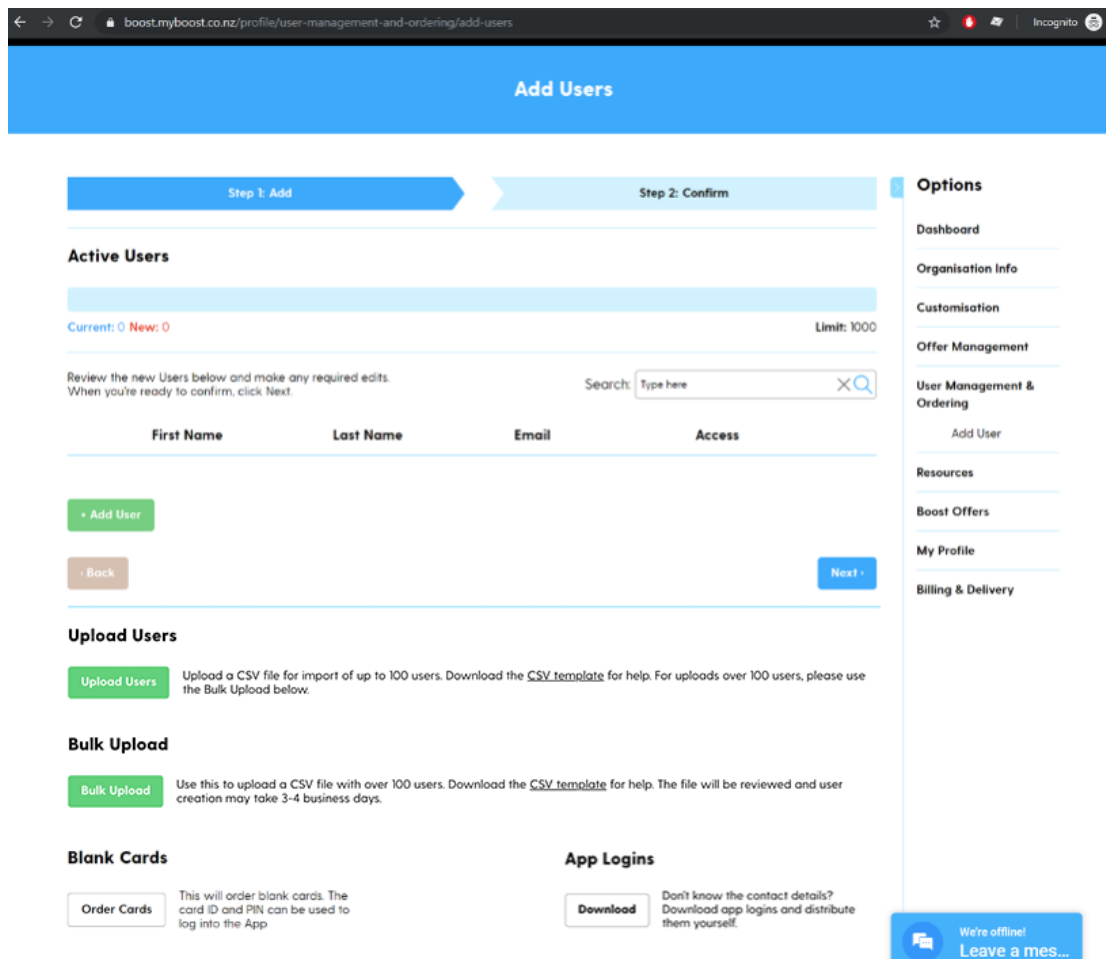 boost.myboost.co.nz/profile/user-management-and-ordering/add-users
Incognito
Add Users
Step 1: Add
Step 2: Confirm
Active Users
Current: 0 New: 0
Limit: 1000
Review the new Users below and make any required edits.
When you're ready to confirm, click Next.
Search:
Type here
First Name Last Name Email Access
+ Add User
‹ Back
Next ›
Upload Users
Upload Users
Upload a CSV file for import of up to 100 users. Download the CSV template for help. For uploads over 100 users, please use
the Bulk Upload below.
Bulk Upload
Bulk Upload
Use this to upload a CSV file with over 100 users. Download the CSV template for help. The file will be reviewed and user
creation may take 3-4 business days.
Blank Cards
Order Cards
This will order blank cards. The
card ID and PIN can be used to
log into the App
App Logins
Download
Don't know the contact details?
Download app logins and distribute
them yourself.
Options
Dashboard
Organisation Info
Customisation
Offer Management
User Management &
Ordering
Add User
Resources
Boost Offers
My Profile
Billing & Delivery
We're offline!
Leave a mes...